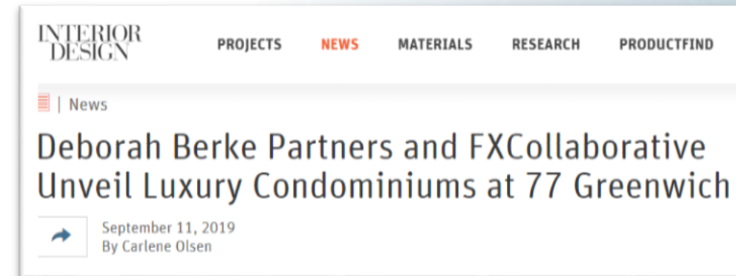 INTERIOR
DESIGN
PROJECTS NEWS MATERIALS RESEARCH PRODUCTFIND
| News
Deborah Berke Partners and FXCollaborative
Unveil Luxury Condominiums at 77 Greenwich
September 11, 2019
By Carlene Olsen